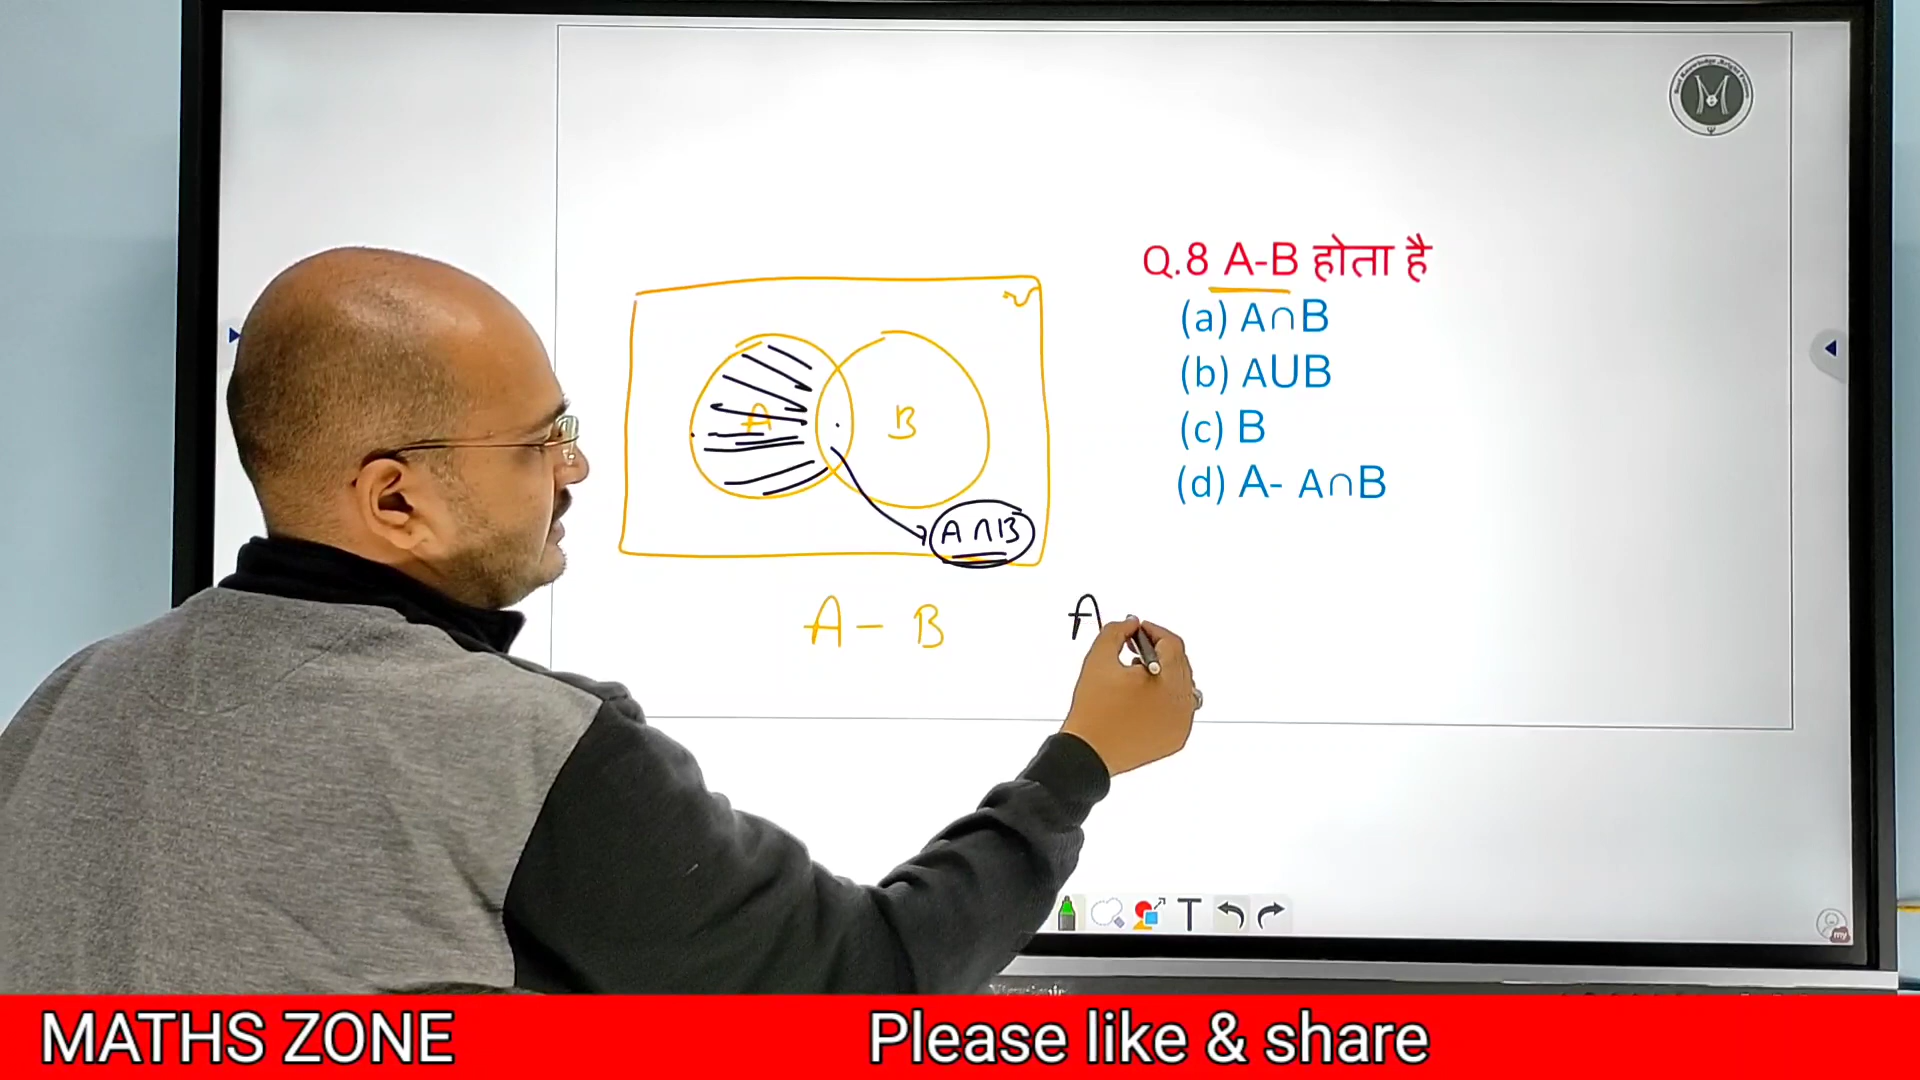 Q.8 A-B होता है
(a) A∩B
(b) AUB
(c) B
(d) A- A∩B
A
B
A∩B
A - B
A
T
MATHS ZONE
Please like & share